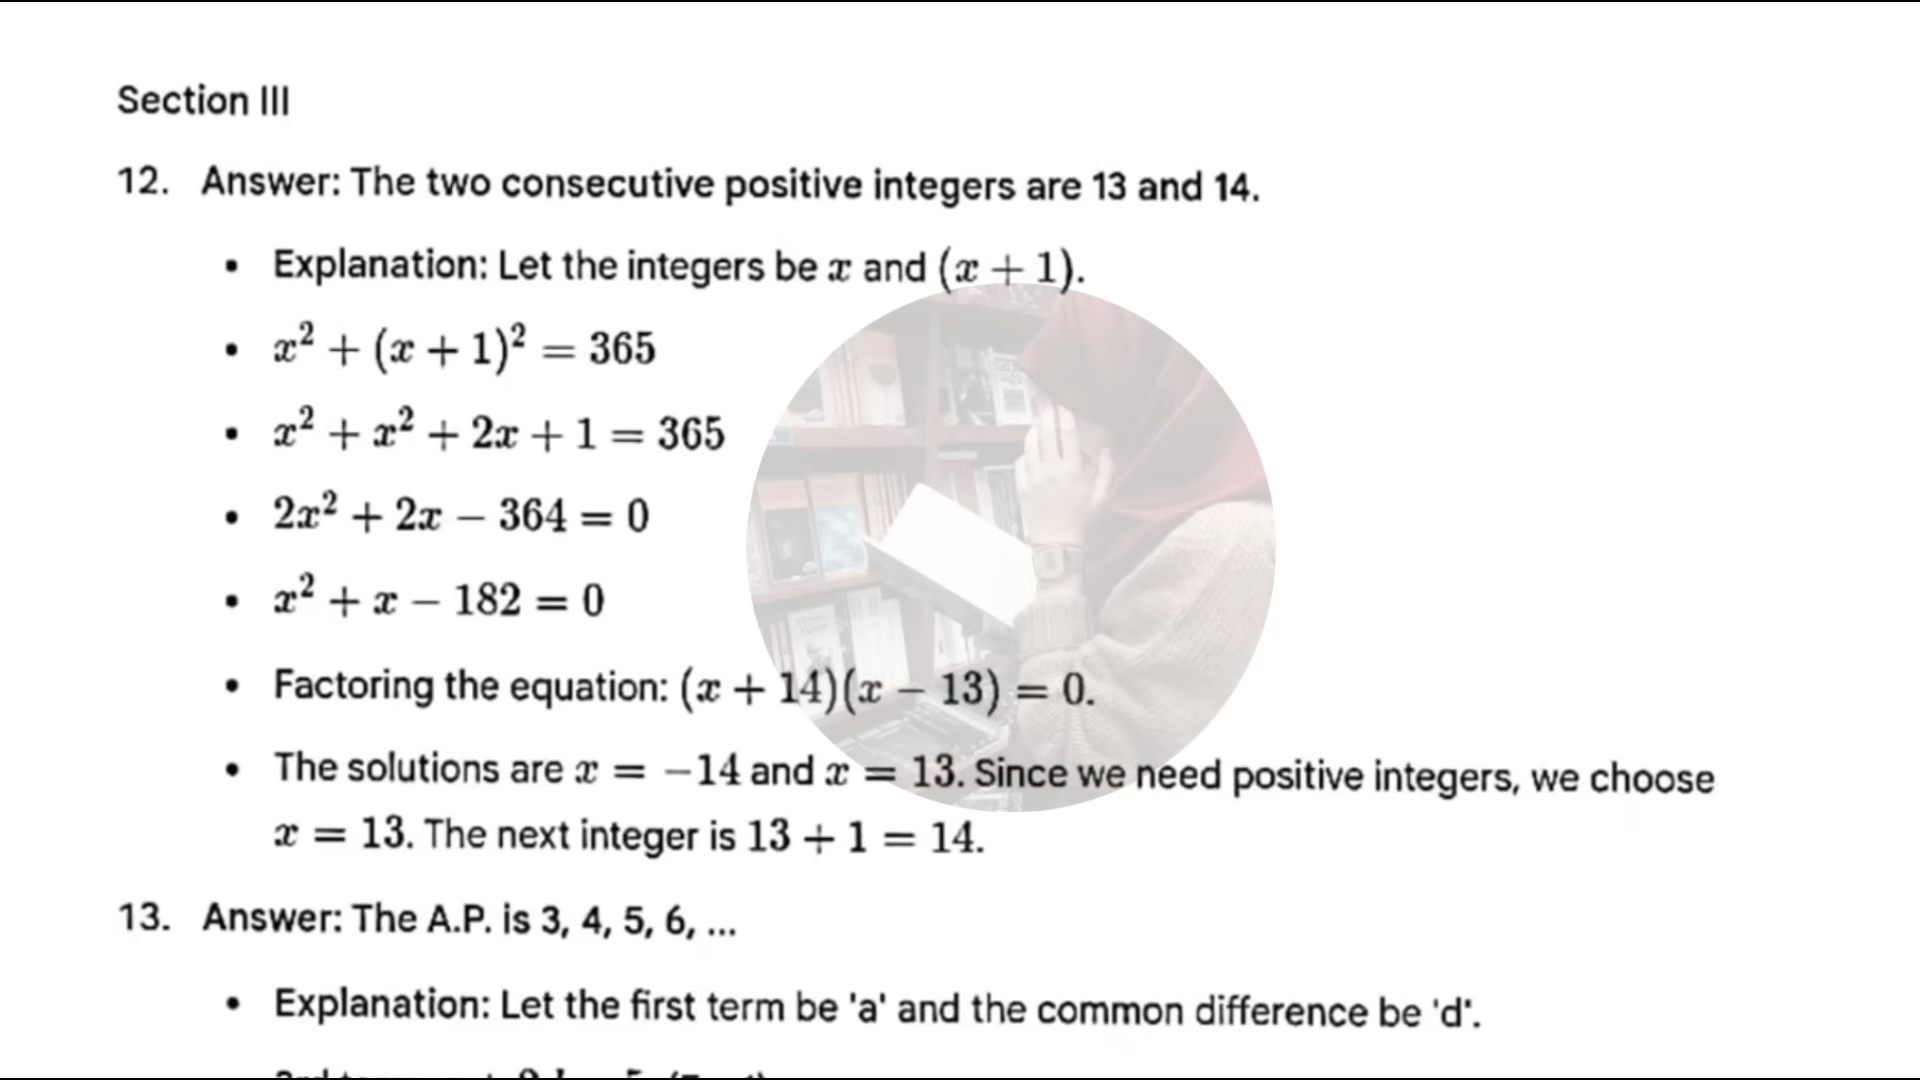 Section III
12. Answer: The two consecutive positive integers are 13 and 14.
• Explanation: Let the integers be x and (x + 1).
• x² + (x + 1)² = 365
• x² + x² + 2x + 1 = 365
• 2x² + 2x − 364 = 0
• x² + x − 182 = 0
• Factoring the equation: (x + 14)(x − 13) = 0.
• The solutions are x = −14 and x = 13. Since we need positive integers, we choose
x = 13. The next integer is 13 + 1 = 14.
13. Answer: The A.P. is 3, 4, 5, 6, ...
• Explanation: Let the first term be 'a' and the common difference be 'd'.